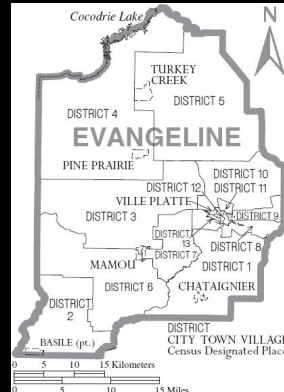 Cocodrie Lake
N
TURKEY
CREEK
DISTRICT 4
DISTRICT 5
EVANGELINE
PINE PRAIRIE
DISTRICT 10
DISTRICT 12
DISTRICT 11
VILLE PLATTE
DISTRICT 3
DISTRICT 9
DISTRICT
13
DISTRICT 8
DISTRICT 7
MAMOU
DISTRICT 1
DISTRICT 6
CHATAIGNIER
DISTRICT
2
DISTRICT
CITY TOWN VILLAGE
Census Designated Place
BASILE (pt.)
0 5 10 15 Kilometers
0 5 10 15 Miles